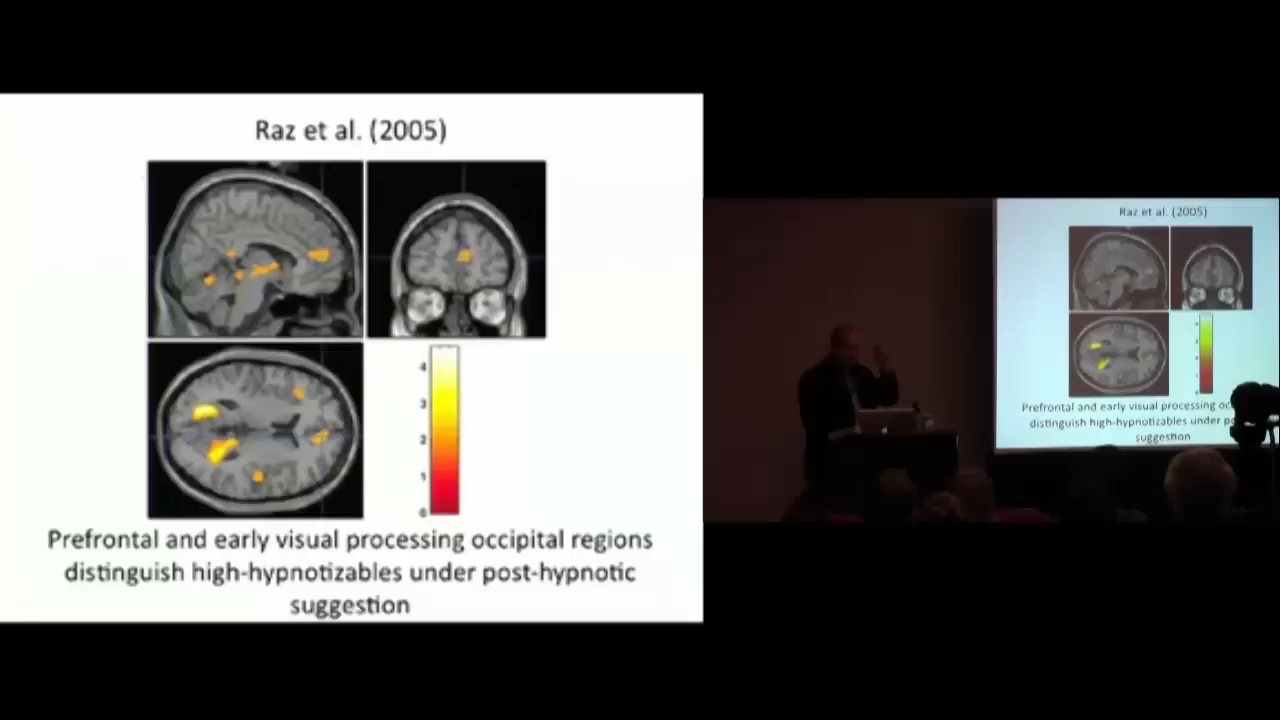 Raz et al. (2005)
4
3
2
1
0
Prefrontal and early visual processing occipital regions
distinguish high-hypnotizables under post-hypnotic
suggestion
Raz et al. (2005)
Prefrontal and early visual processing
distinguish high-hypnotizables under
suggestion